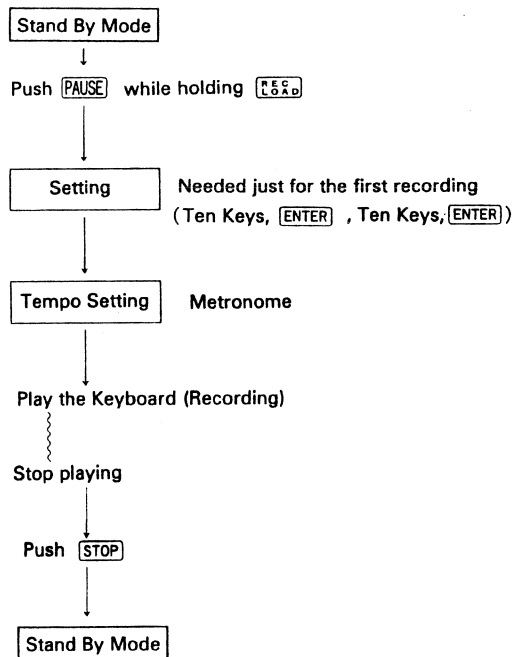 Stand By Mode
Push PAUSE while holding REC LOAD
Setting Needed just for the first recording
(Ten Keys, ENTER , Ten Keys, ENTER)
Tempo Setting Metronome
Play the Keyboard (Recording)
Stop playing
Push STOP
Stand By Mode